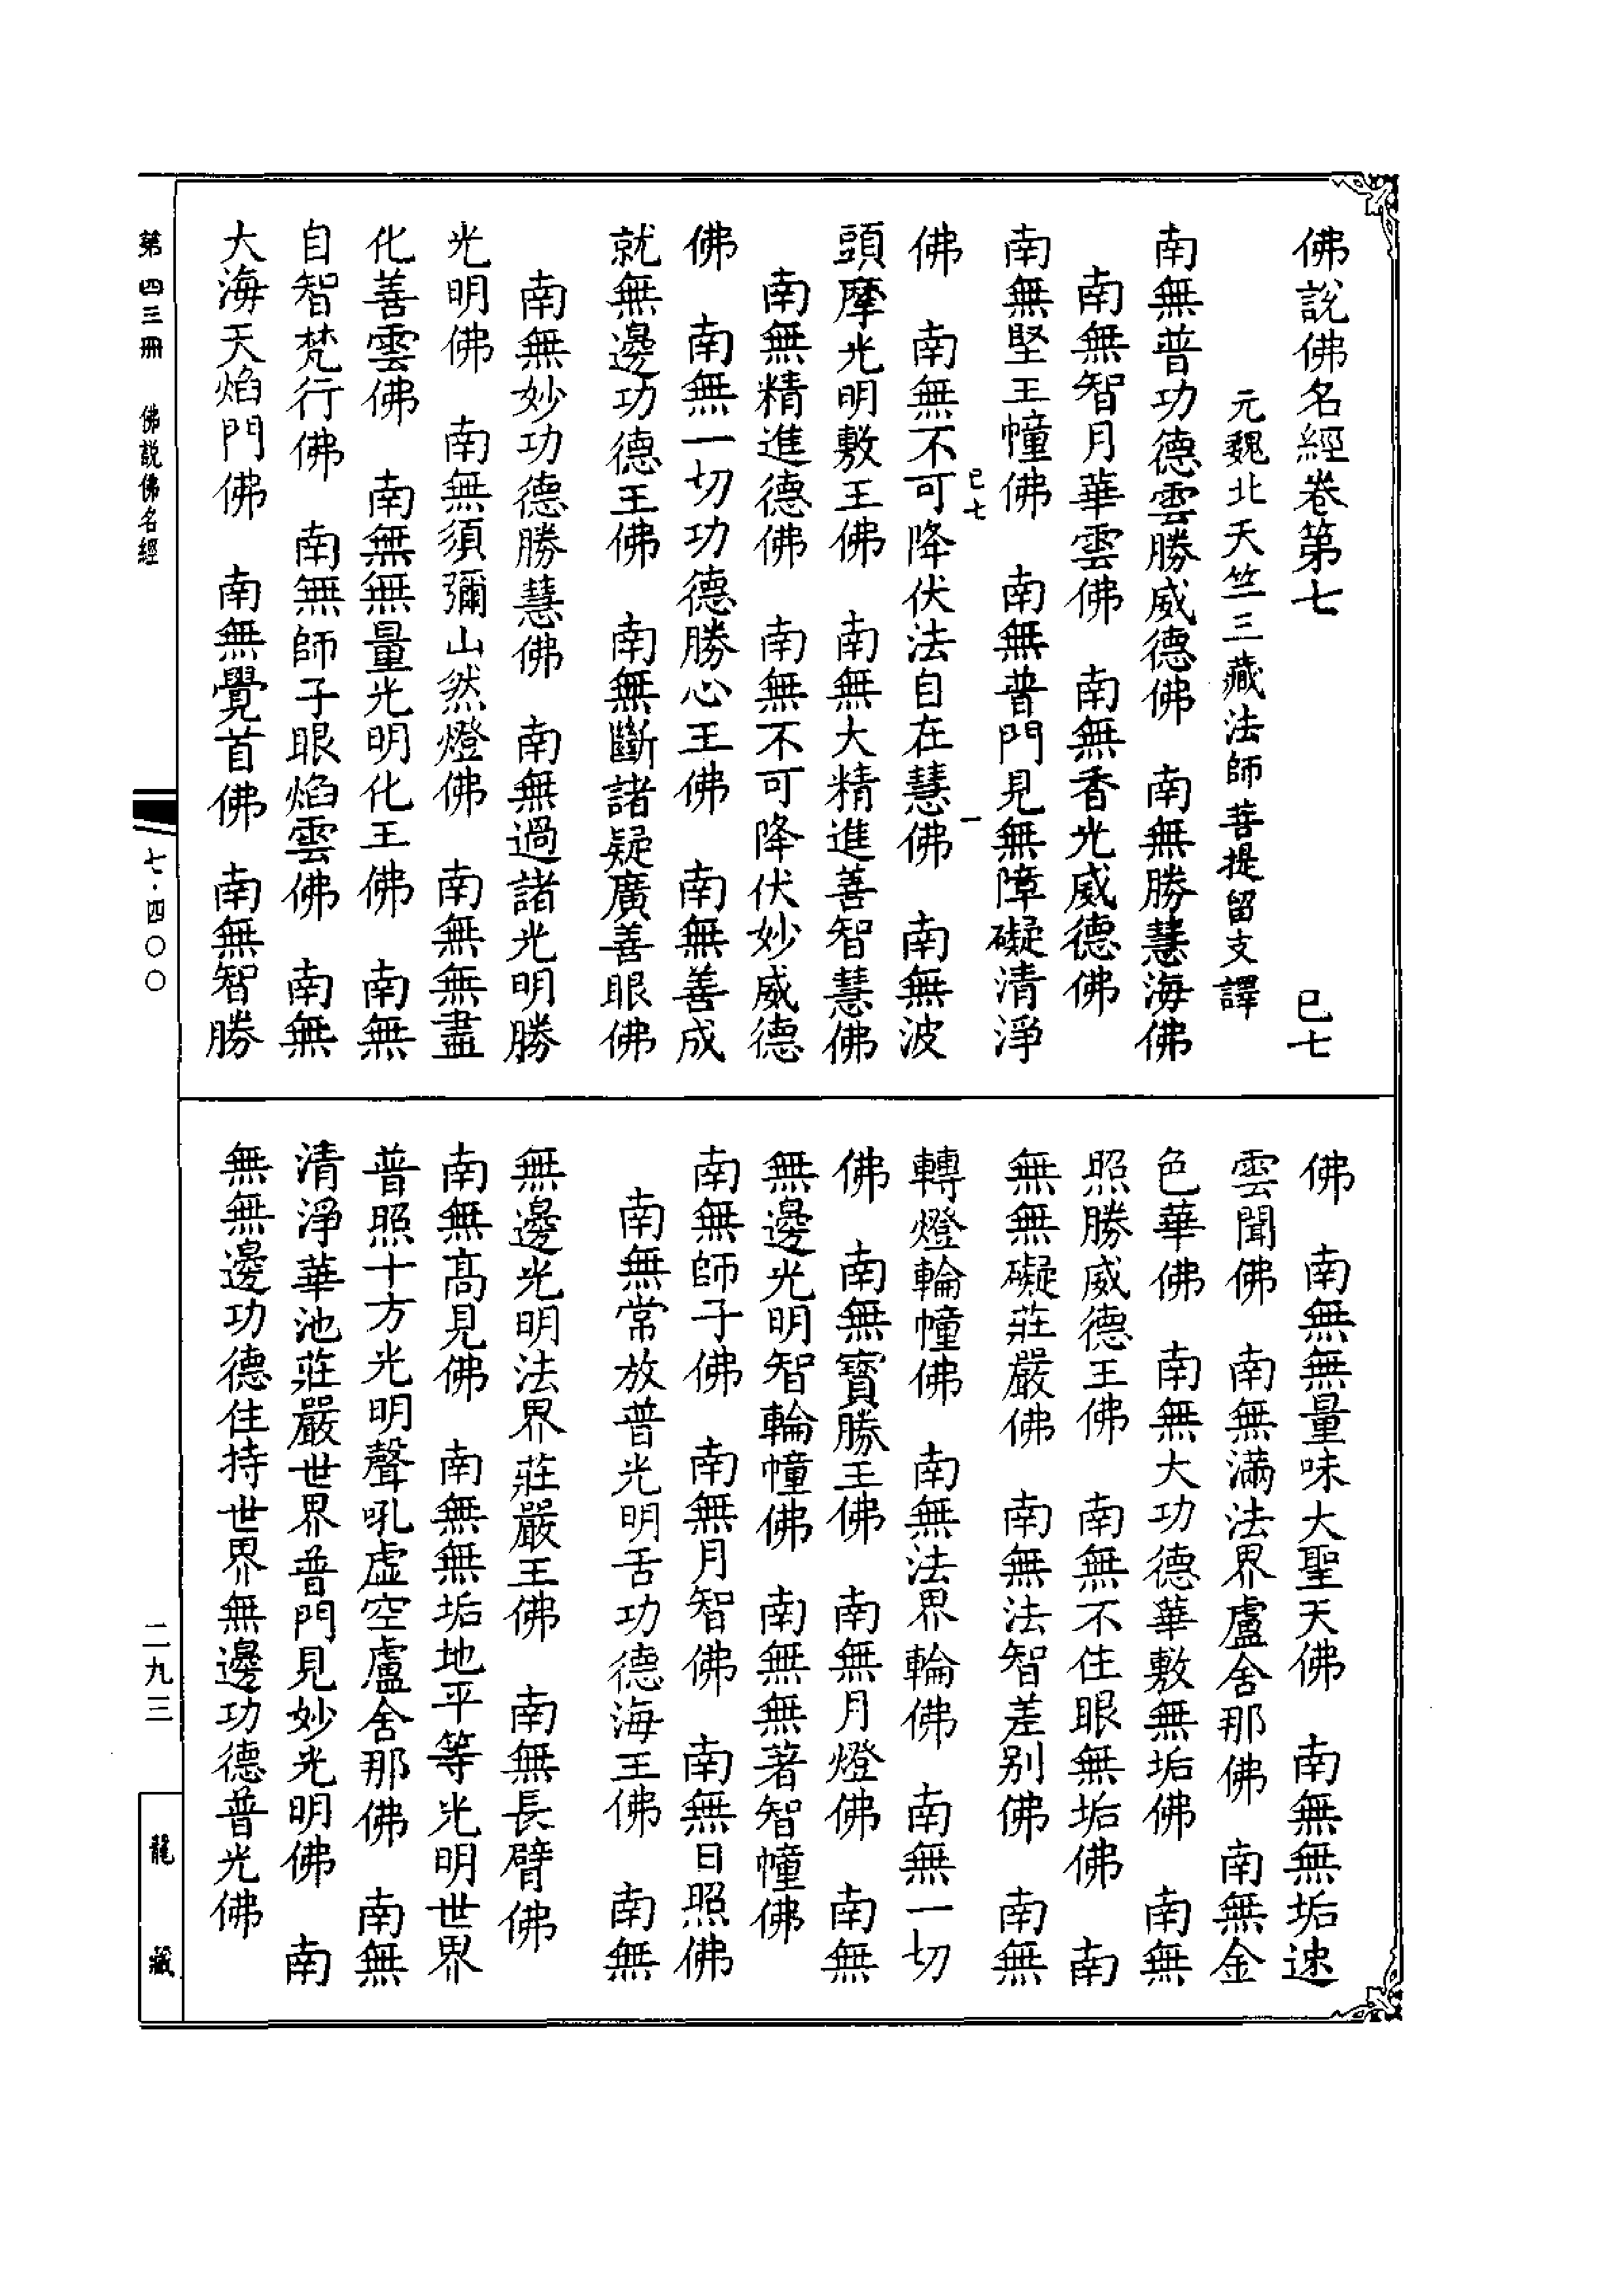 佛說佛名經卷第七　已七
元魏北天竺三藏法師菩提留支譯
南無普功德雲勝威德佛　南無勝慧海佛
南無智月華雲佛　南無香光威德佛
南無堅王幢佛　南無普門見無障礙清淨
已七　一
佛　南無不可降伏法自在慧佛　南無波
頭摩光明敷王佛　南無大精進善智慧佛
南無精進德佛　南無不可降伏妙威德
佛　南無一切功德勝心王佛　南無善成
就無邊功德王佛　南無斷諸疑廣善眼佛
南無妙功德勝慧佛　南無過諸光明勝
光明佛　南無須彌山然燈佛　南無無盡
化善雲佛　南無無量光明化王佛　南無
自智梵行佛　南無師子眼焰雲佛　南無
大海天焰門佛　南無覺首佛　南無智勝
佛　南無無量味大聖天佛　南無無垢速
雲聞佛　南無滿法界盧舍那佛　南無金
色華佛　南無大功德華敷無垢佛　南無
照勝威德王佛　南無不住眼無垢佛　南
無無礙莊嚴佛　南無法智差别佛　南無
轉燈輪幢佛　南無法界輪佛　南無一切
佛　南無寶勝王佛　南無月燈佛　南無
無邊光明智輪幢佛　南無無著智幢佛
南無師子佛　南無月智佛　南無日照佛
南無常放普光明舌功德海王佛　南無
無邊光明法界莊嚴王佛　南無長臂佛
南無高見佛　南無無垢地平等光明世界
普照十方光明聲吼虛空盧舍那佛　南無
清淨華池莊嚴世界普門見妙光明佛　南
無無邊功德住持世界無邊功德普光佛
第四三冊　佛說佛名經
七·四〇〇
二九三
龍藏